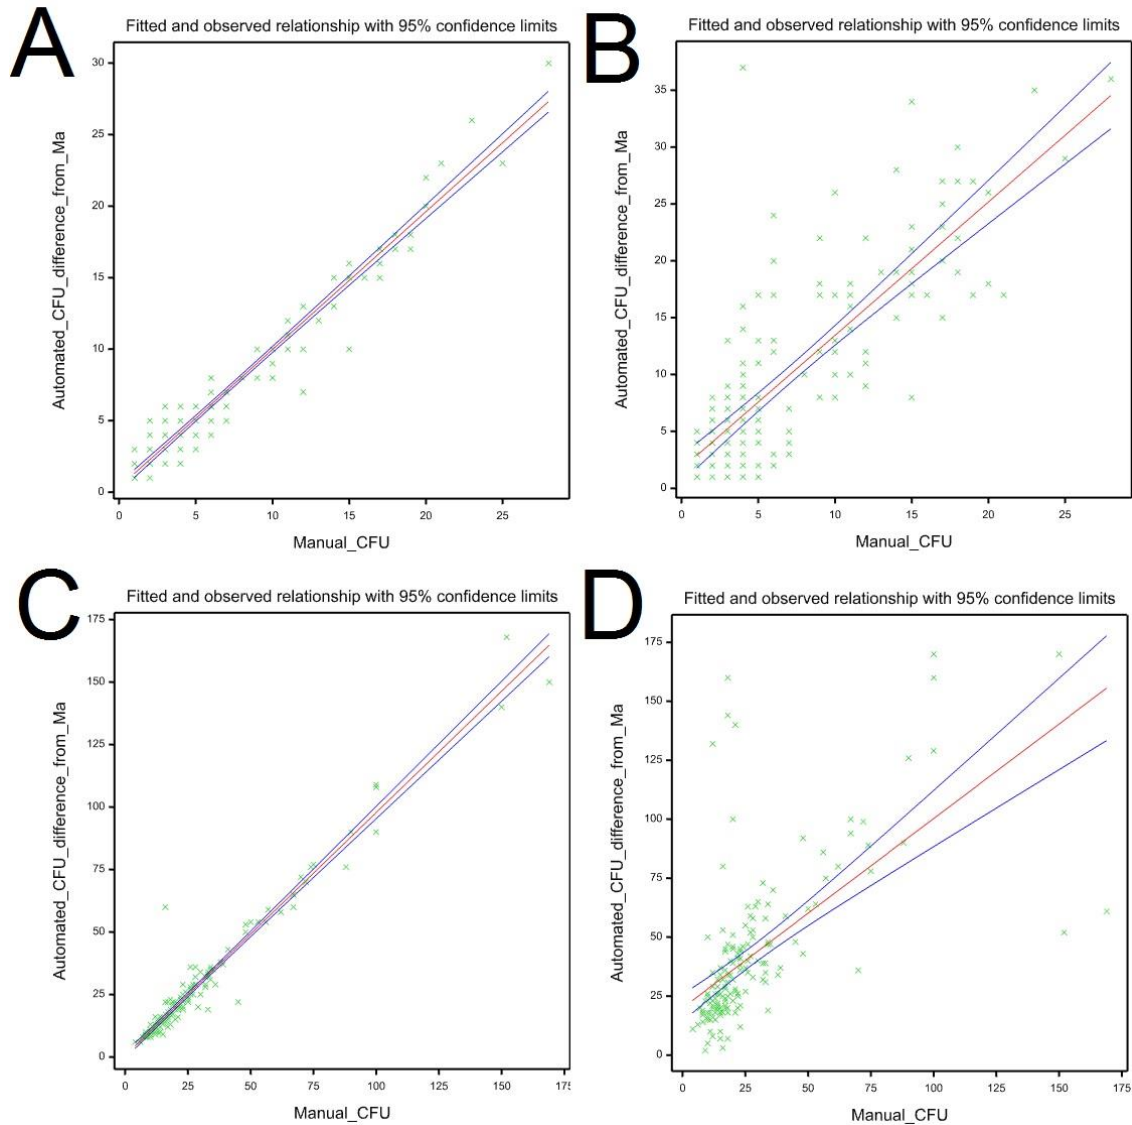 A
Fitted and observed relationship with 95% confidence limits
Automated_CFU_difference_from_Ma
30
25
20
15
10
5
0
0 5 10 15 20 25
Manual_CFU
B
Fitted and observed relationship with 95% confidence limits
Automated_CFU_difference_from_Ma
35
30
25
20
15
10
5
0
0 5 10 15 20 25
Manual_CFU
C
Fitted and observed relationship with 95% confidence limits
Automated_CFU_difference_from_Ma
175
150
125
100
75
50
25
0
0 25 50 75 100 125 150 175
Manual_CFU
D
Fitted and observed relationship with 95% confidence limits
Automated_CFU_difference_from_Ma
175
150
125
100
75
50
25
0
0 25 50 75 100 125 150 175
Manual_CFU